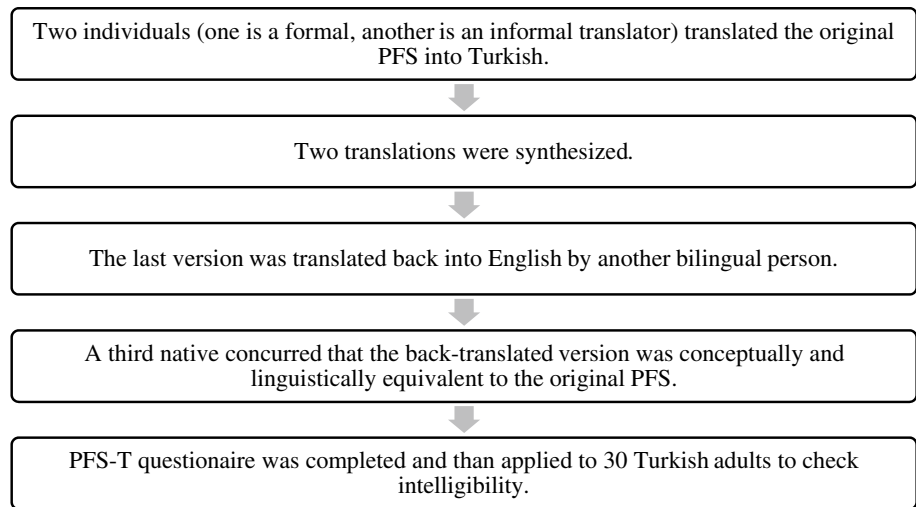 Two individuals (one is a formal, another is an informal translator) translated the original
PFS into Turkish.
Two translations were synthesized.
The last version was translated back into English by another bilingual person.
A third native concurred that the back-translated version was conceptually and
linguistically equivalent to the original PFS.
PFS-T questionaire was completed and than applied to 30 Turkish adults to check
intelligibility.